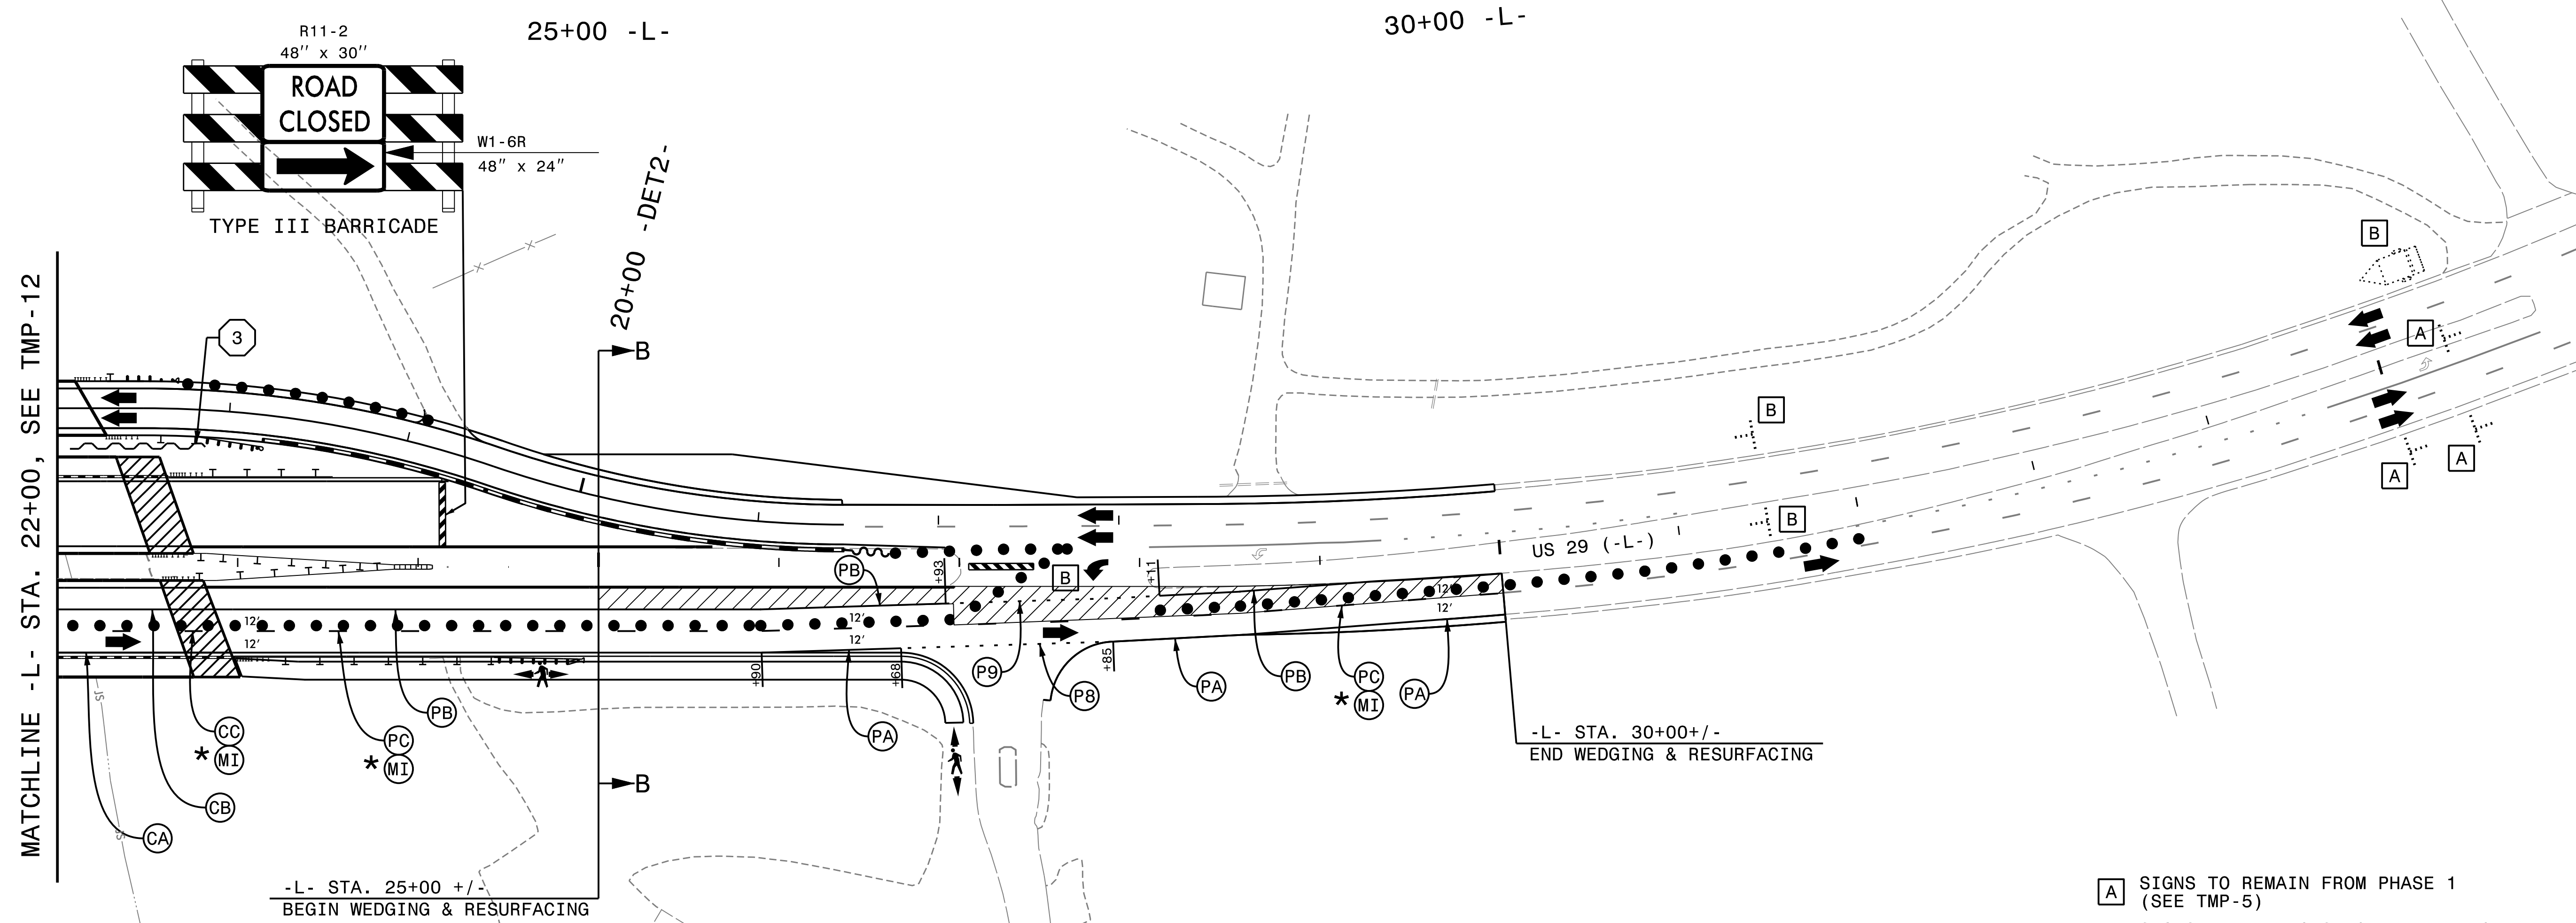 R11-2
48" x 30"
25+00 -L-
30+00 -L-
ROAD
CLOSED
W1-6R
48" x 24"
TYPE III BARRICADE
20+00 -DET2-
MATCHLINE -L- STA. 22+00, SEE TMP-12
3
B
B
A
B
B
A
A
US 29 (-L-)
PB
+93
B
+11
12'
12'
12'
12'
12'
12'
+90
+68
+85
P9
P8
PA
PB
PC
* MI
PA
PA
PB
PC
* MI
CC
* MI
CB
CA
JS
JS
B
-L- STA. 30+00+/-
END WEDGING & RESURFACING
-L- STA. 25+00 +/-
BEGIN WEDGING & RESURFACING
A SIGNS TO REMAIN FROM PHASE 1
(SEE TMP-5)